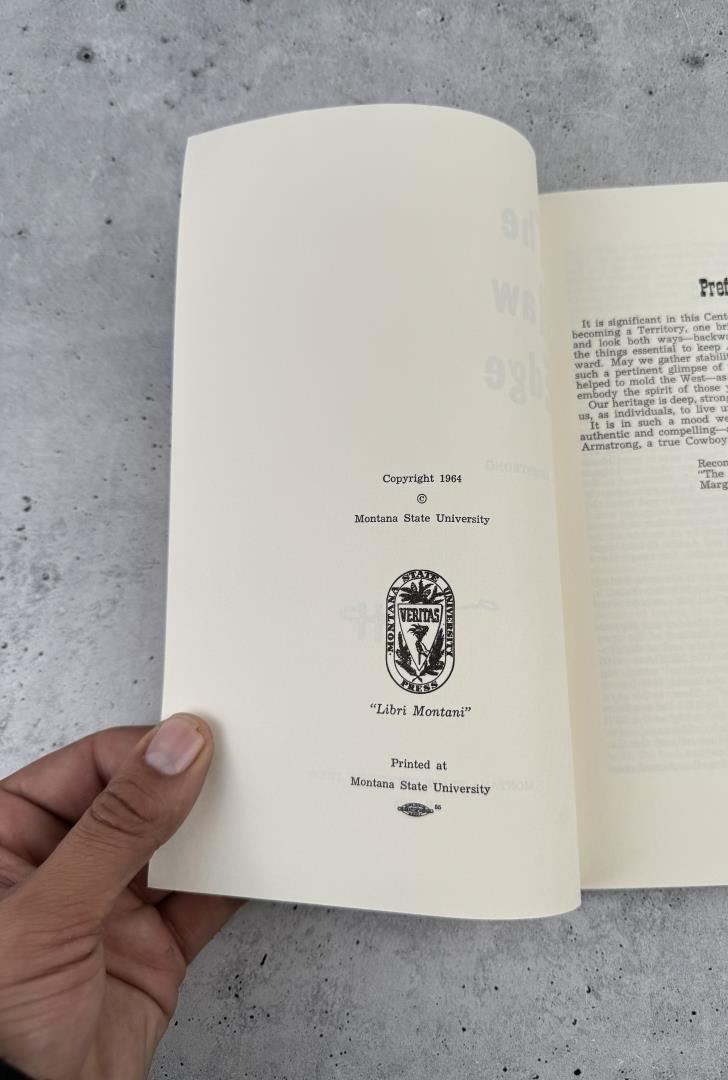 Copyright 1964
©
Montana State University
MONTANA STATE UNIVERSITY
VERITAS
PRESS
"Libri Montani"
Printed at
Montana State University
55
Pref
It is significant in this Cent
becoming a Territory, one bri
and look both ways—backwa
the things essential to keep
ward. May we gather stabili
such a pertinent glimpse of
helped to mold the West—as
embody the spirit of those
Our heritage is deep, strong
us, as individuals, to live u
It is in such a mood we
authentic and compelling—
Armstrong, a true Cowboy
Recon
"The
Marg